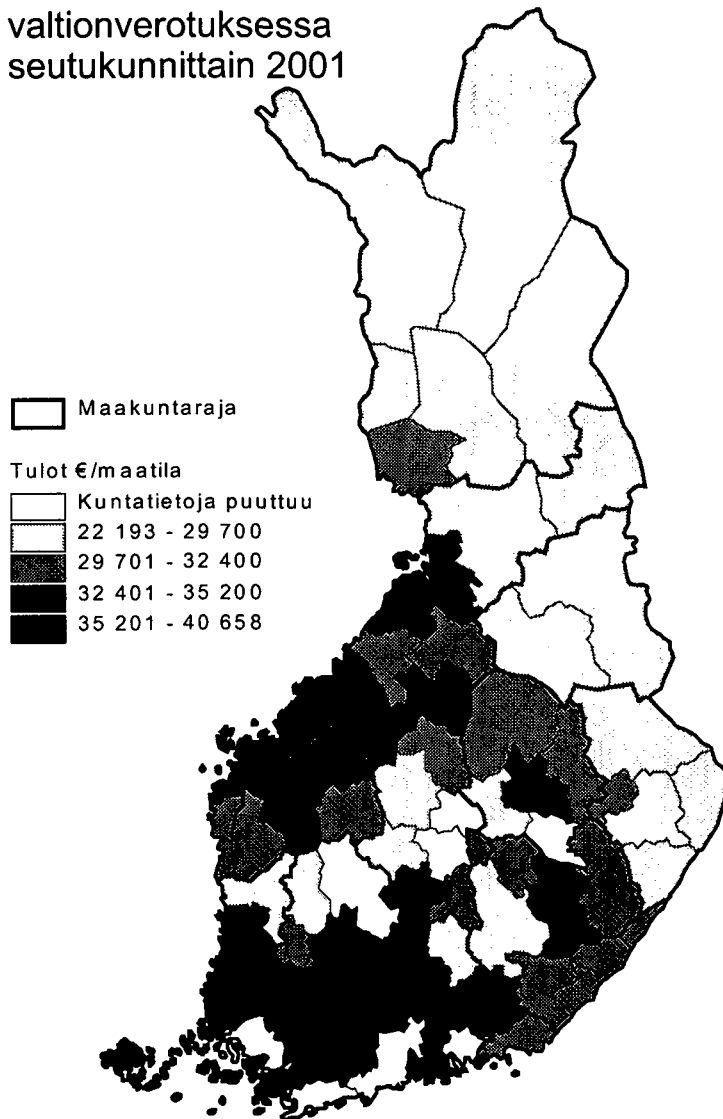 valtionverotuksessa
seutukunnittain 2001
Maakuntaraja
Tulot €/maatila
Kuntatietoja puuttuu
22 193 - 29 700
29 701 - 32 400
32 401 - 35 200
35 201 - 40 658